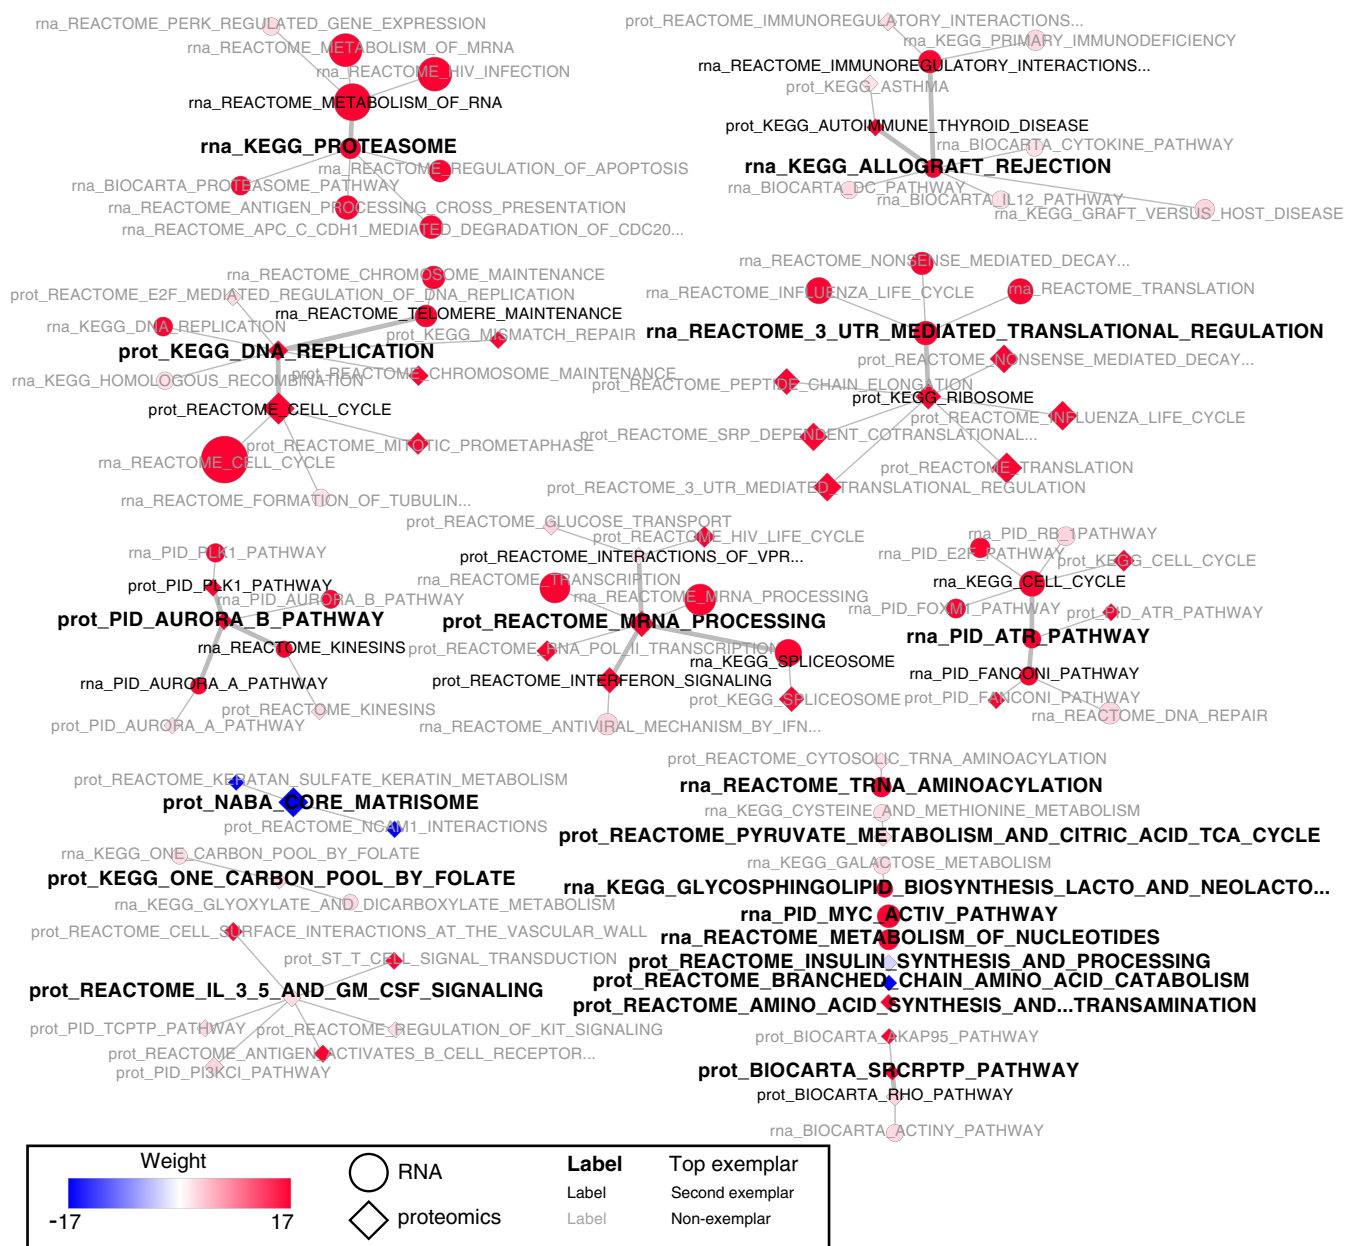 rna_REACTOME_PERK_REGULATED_GENE_EXPRESSION
rna_REACTOME_METABOLISM_OF_MRNA
rna_REACTOME_HIV_INFECTION
rna_REACTOME_METABOLISM_OF_RNA
rna_KEGG_PROTEASOME
rna_REACTOME_REGULATION_OF_APOPTOSIS
rna_BIOCARTA_PROTEASOME_PATHWAY
rna_REACTOME_ANTIGEN_PROCESSING_CROSS_PRESENTATION
rna_REACTOME_APC_C_CDH1_MEDIATED_DEGRADATION_OF_CDC20...
prot_REACTOME_IMMUNOREGULATORY_INTERACTIONS...
rna_KEGG_PRIMARY_IMMUNODEFICIENCY
rna_REACTOME_IMMUNOREGULATORY_INTERACTIONS...
prot_KEGG_ASTHMA
prot_KEGG_AUTOIMMUNE_THYROID_DISEASE
rna_BIOCARTA_CYTOKINE_PATHWAY
rna_KEGG_ALLOGRAFT_REJECTION
rna_BIOCARTA_DC_PATHWAY
rna_BIOCARTA_IL12_PATHWAY
rna_KEGG_GRAFT_VERSUS_HOST_DISEASE
rna_REACTOME_CHROMOSOME_MAINTENANCE
prot_REACTOME_E2F_MEDIATED_REGULATION_OF_DNA_REPLICATION
rna_REACTOME_TELOMERE_MAINTENANCE
rna_KEGG_DNA_REPLICATION
prot_KEGG_MISMATCH_REPAIR
prot_KEGG_DNA_REPLICATION
prot_REACTOME_CHROMOSOME_MAINTENANCE
rna_KEGG_HOMOLOGOUS_RECOMBINATION
prot_REACTOME_CELL_CYCLE
prot_REACTOME_MITOTIC_PROMETAPHASE
rna_REACTOME_CELL_CYCLE
rna_REACTOME_FORMATION_OF_TUBULIN...
rna_REACTOME_NONSENSE_MEDIATED_DECAY...
rna_REACTOME_INFLUENZA_LIFE_CYCLE
rna_REACTOME_TRANSLATION
rna_REACTOME_3_UTR_MEDIATED_TRANSLATIONAL_REGULATION
prot_REACTOME_NONSENSE_MEDIATED_DECAY...
prot_REACTOME_PEPTIDE_CHAIN_ELONGATION
prot_KEGG_RIBOSOME
prot_REACTOME_INFLUENZA_LIFE_CYCLE
prot_REACTOME_SRP_DEPENDENT_COTRANSLATIONAL...
prot_REACTOME_TRANSLATION
prot_REACTOME_3_UTR_MEDIATED_TRANSLATIONAL_REGULATION
rna_PID_PLK1_PATHWAY
prot_PID_PLK1_PATHWAY
rna_PID_AURORA_B_PATHWAY
prot_PID_AURORA_B_PATHWAY
rna_REACTOME_KINESINS
rna_PID_AURORA_A_PATHWAY
prot_REACTOME_KINESINS
prot_PID_AURORA_A_PATHWAY
prot_REACTOME_GLUCOSE_TRANSPORT
prot_REACTOME_HIV_LIFE_CYCLE
prot_REACTOME_INTERACTIONS_OF_VPR...
rna_REACTOME_TRANSCRIPTION
rna_REACTOME_MRNA_PROCESSING
prot_REACTOME_MRNA_PROCESSING
prot_REACTOME_RNA_POL_II_TRANSCRIPTION
rna_KEGG_SPLICEOSOME
prot_REACTOME_INTERFERON_SIGNALING
prot_KEGG_SPLICEOSOME
rna_REACTOME_ANTIVIRAL_MECHANISM_BY_IFN...
rna_PID_RB_1PATHWAY
rna_PID_E2F_PATHWAY
prot_KEGG_CELL_CYCLE
rna_KEGG_CELL_CYCLE
rna_PID_FOXM1_PATHWAY
prot_PID_ATR_PATHWAY
rna_PID_ATR_PATHWAY
rna_PID_FANCONI_PATHWAY
prot_PID_FANCONI_PATHWAY
rna_REACTOME_DNA_REPAIR
prot_REACTOME_KERATAN_SULFATE_KERATIN_METABOLISM
prot_NABA_CORE_MATRISOME
prot_REACTOME_NCAM1_INTERACTIONS
rna_KEGG_ONE_CARBON_POOL_BY_FOLATE
prot_KEGG_ONE_CARBON_POOL_BY_FOLATE
rna_KEGG_GLYOXYLATE_AND_DICARBOXYLATE_METABOLISM
prot_REACTOME_CELL_SURFACE_INTERACTIONS_AT_THE_VASCULAR_WALL
prot_ST_T_CELL_SIGNAL_TRANSDUCTION
prot_REACTOME_IL_3_5_AND_GM_CSF_SIGNALING
prot_PID_TCPTP_PATHWAY
prot_REACTOME_REGULATION_OF_KIT_SIGNALING
prot_REACTOME_ANTIGEN_ACTIVATES_B_CELL_RECEPTOR...
prot_PID_PI3KCI_PATHWAY
prot_REACTOME_CYTOSOLIC_TRNA_AMINOACYLATION
rna_REACTOME_TRNA_AMINOACYLATION
rna_KEGG_CYSTEINE_AND_METHIONINE_METABOLISM
prot_REACTOME_PYRUVATE_METABOLISM_AND_CITRIC_ACID_TCA_CYCLE
rna_KEGG_GALACTOSE_METABOLISM
rna_KEGG_GLYCOSPHINGOLIPID_BIOSYNTHESIS_LACTO_AND_NEOLACTO...
rna_PID_MYC_ACTIV_PATHWAY
rna_REACTOME_METABOLISM_OF_NUCLEOTIDES
prot_REACTOME_INSULIN_SYNTHESIS_AND_PROCESSING
prot_REACTOME_BRANCHED_CHAIN_AMINO_ACID_CATABOLISM
prot_REACTOME_AMINO_ACID_SYNTHESIS_AND...TRANSAMINATION
prot_BIOCARTA_AKAP95_PATHWAY
prot_BIOCARTA_SRCRPTP_PATHWAY
prot_BIOCARTA_RHO_PATHWAY
rna_BIOCARTA_ACTINY_PATHWAY
Weight
-17 17
RNA
proteomics
Label Top exemplar
Label Second exemplar
Label Non-exemplar